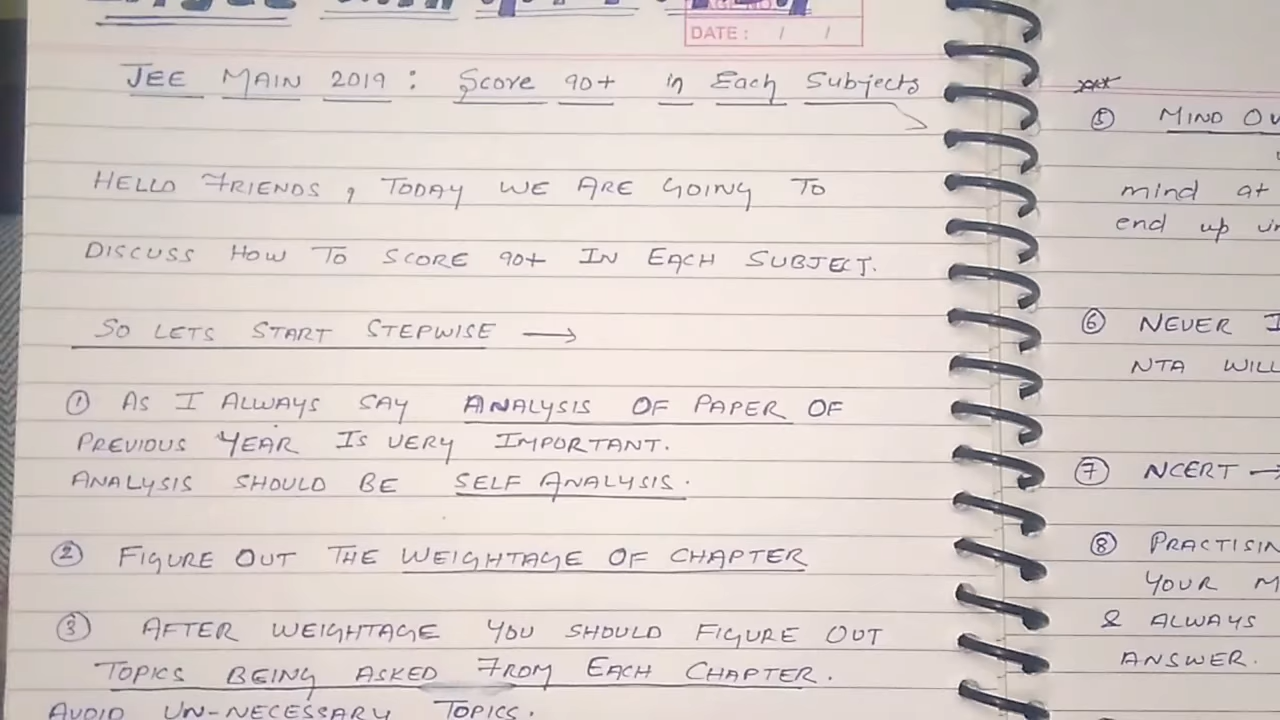 DATE : / /
JEE MAIN 2019 : Score 90+ in Each Subjects
HELLO FRIENDS , TODAY WE ARE GOING TO
DISCUSS HOW TO SCORE 90+ IN EACH SUBJECT.
SO LETS START STEPWISE →
① AS I ALWAYS SAY ANALYSIS OF PAPER OF
PREVIOUS YEAR IS VERY IMPORTANT.
ANALYSIS SHOULD BE SELF ANALYSIS.
② FIGURE OUT THE WEIGHTAGE OF CHAPTER
③ AFTER WEIGHTAGE YOU SHOULD FIGURE OUT
TOPICS BEING ASKED FROM EACH CHAPTER.
AVOID UN-NECESSARY TOPICS.
⑤ MIND
mind at
end up
⑥ NEVER
NTA WILL
⑦ NCERT →
⑧
YOUR
& ALWAYS
ANSWER.